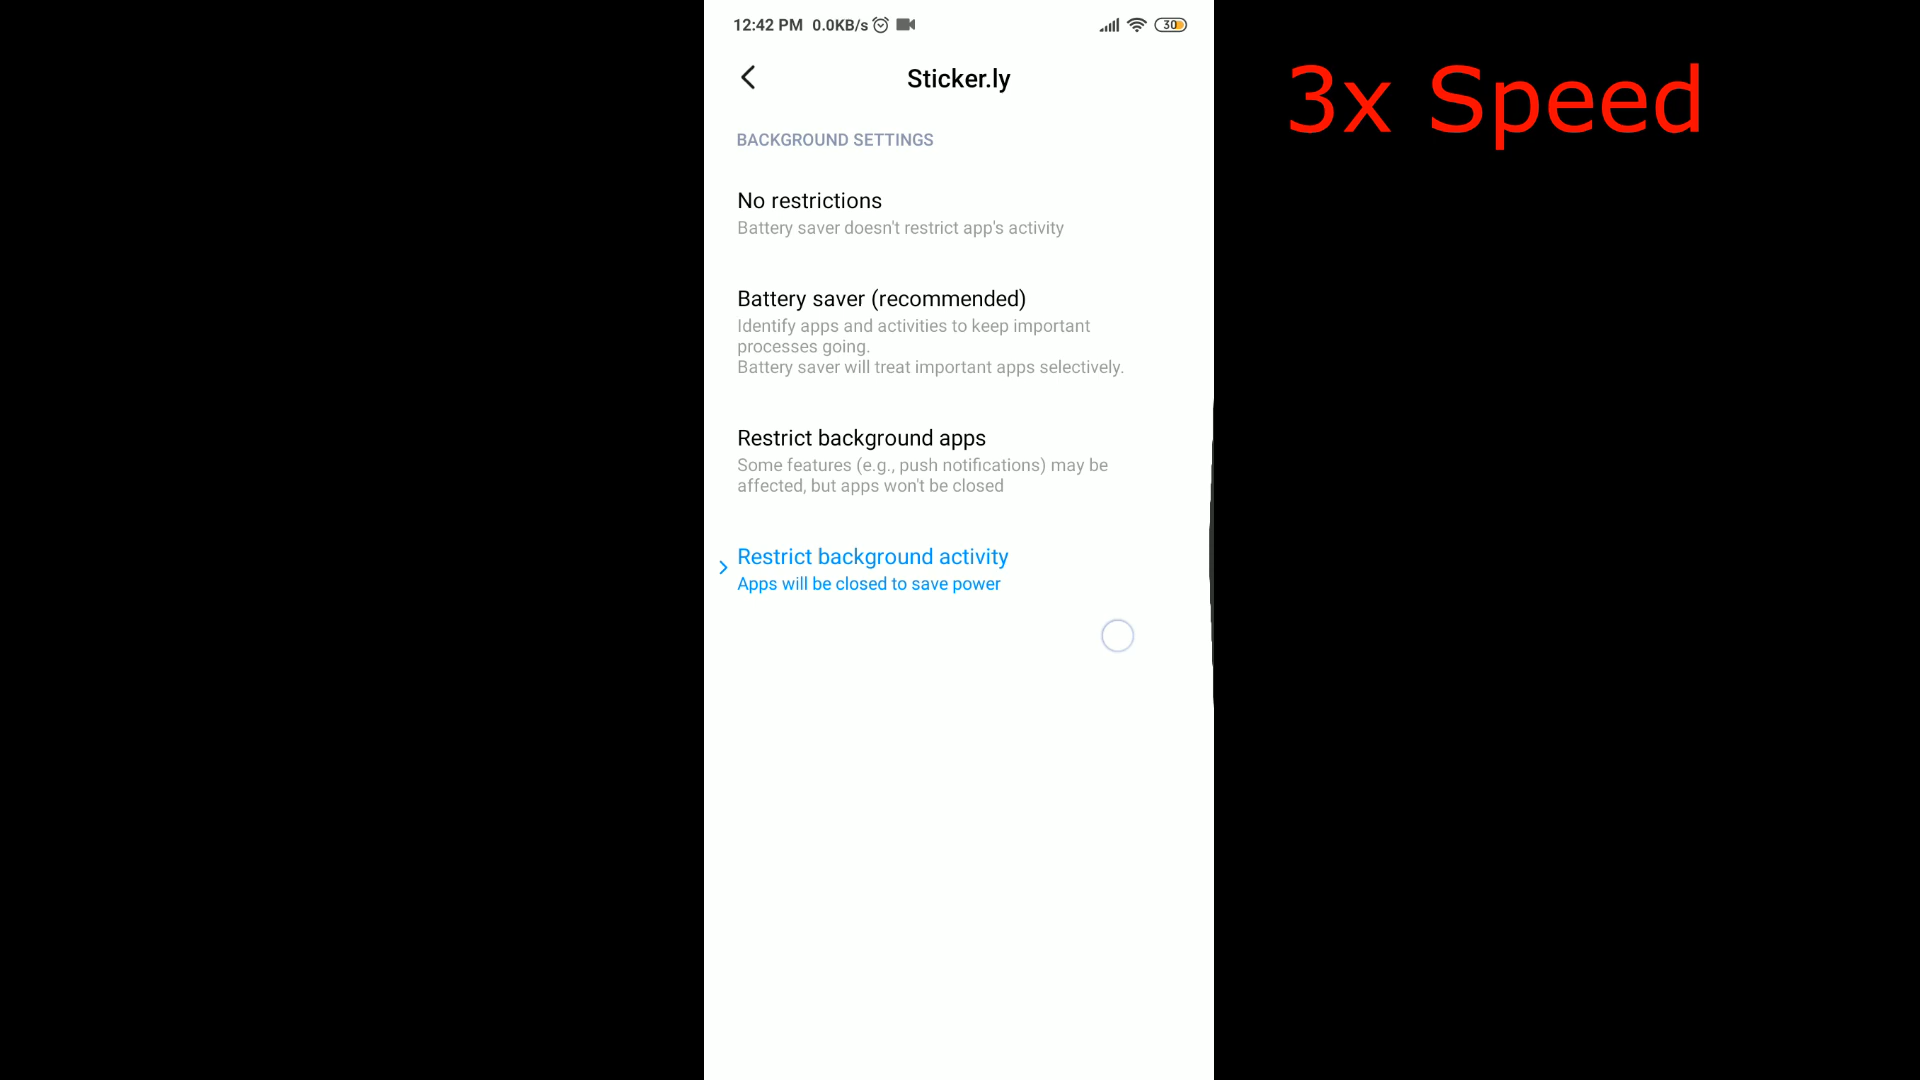 12:42 PM 0.0KB/s
30
3x Speed
Sticker.ly
BACKGROUND SETTINGS
No restrictions
Battery saver doesn't restrict app's activity
Battery saver (recommended)
Identify apps and activities to keep important
processes going.
Battery saver will treat important apps selectively.
Restrict background apps
Some features (e.g., push notifications) may be
affected, but apps won't be closed
Restrict background activity
Apps will be closed to save power